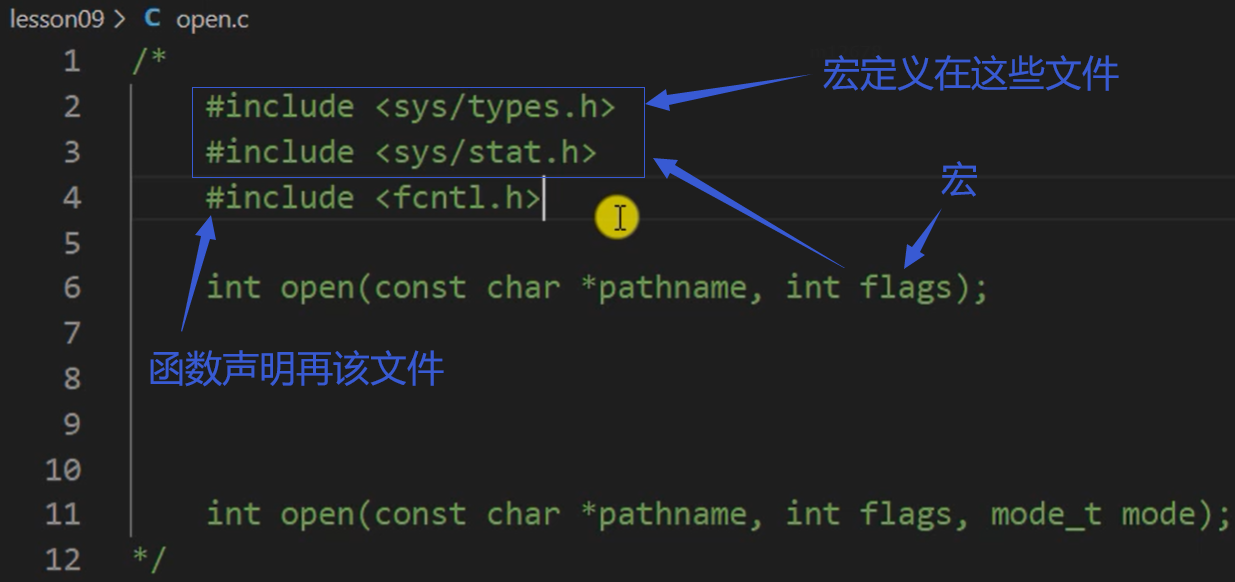 lesson09 > C open.c
1 /*
宏定义在这些文件
2 #include <sys/types.h>
3 #include <sys/stat.h>
宏
4 #include <fcntl.h>
5
6 int open(const char *pathname, int flags);
7
函数声明再该文件
8
9
10
11 int open(const char *pathname, int flags, mode_t mode);
12 */